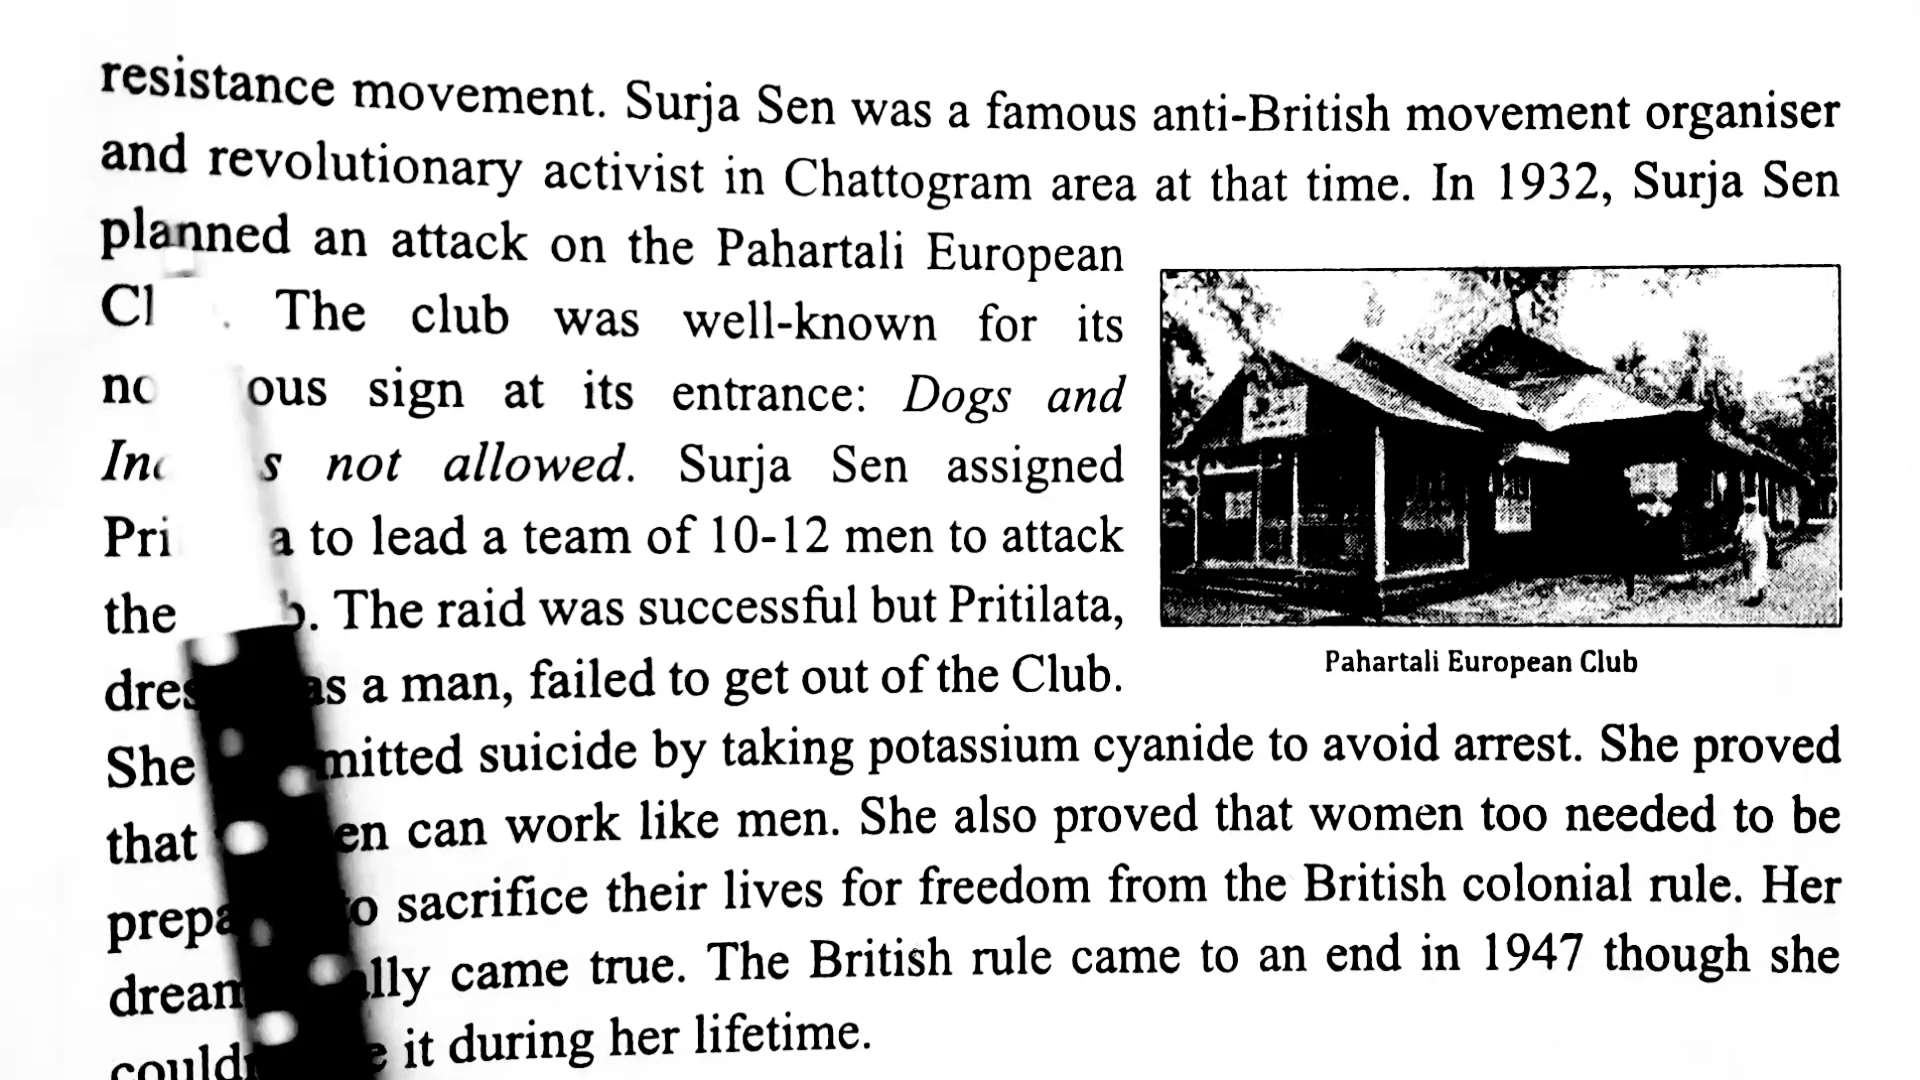 resistance movement. Surja Sen was a famous anti-British movement organiser
and revolutionary activist in Chattogram area at that time. In 1932, Surja Sen
planned an attack on the Pahartali European
The club was well-known for its
sign at its entrance: Dogs and
not allowed. Surja Sen assigned
to lead a team of 10-12 men to attack
the The raid was successful but Pritilata,
as a man, failed to get out of the Club.
She suicide by taking potassium cyanide to avoid arrest. She proved
that can work like men. She also proved that women too needed to be
sacrifice their lives for freedom from the British colonial rule. Her
came true. The British rule came to an end in 1947 though she
it during her lifetime.
Pahartali European Club